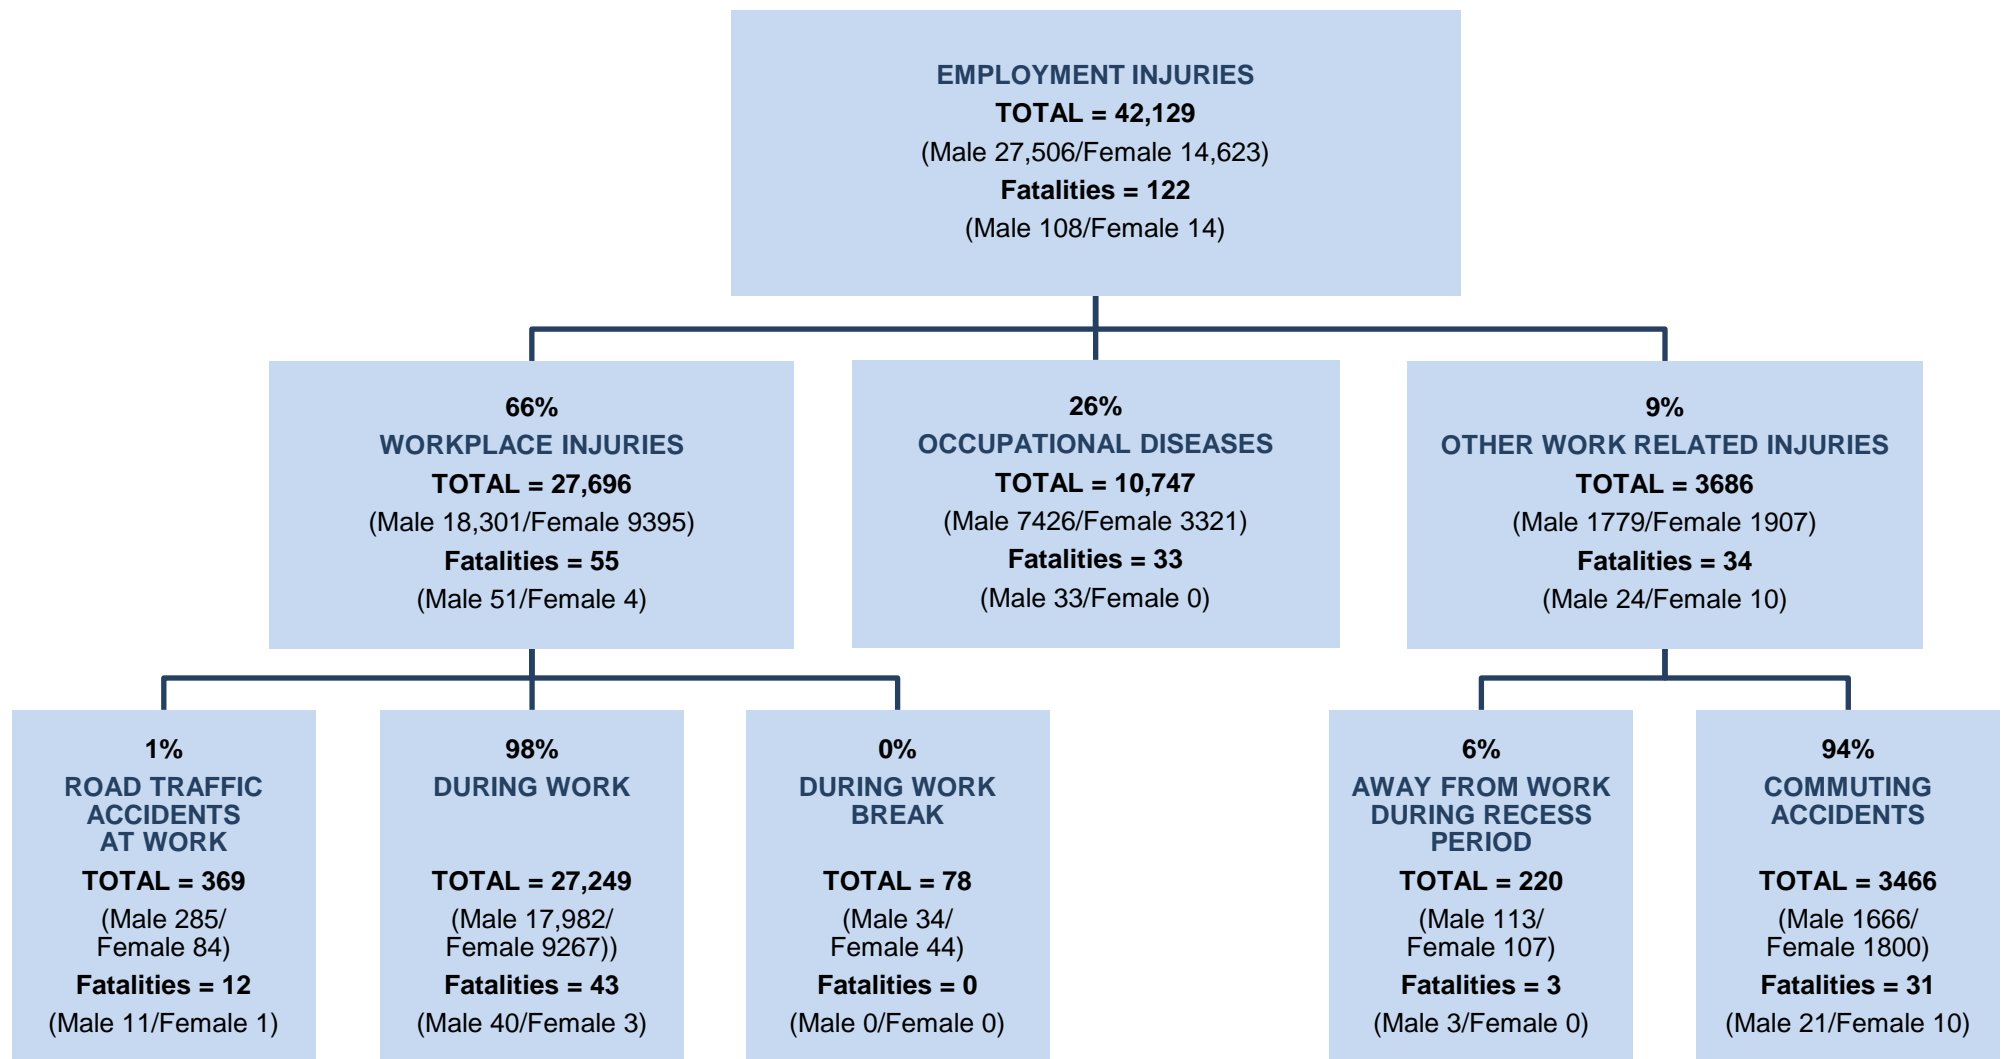 EMPLOYMENT INJURIES
TOTAL = 42,129
(Male 27,506/Female 14,623)
Fatalities = 122
(Male 108/Female 14)
66%
WORKPLACE INJURIES
TOTAL = 27,696
(Male 18,301/Female 9395)
Fatalities = 55
(Male 51/Female 4)
26%
OCCUPATIONAL DISEASES
TOTAL = 10,747
(Male 7426/Female 3321)
Fatalities = 33
(Male 33/Female 0)
9%
OTHER WORK RELATED INJURIES
TOTAL = 3686
(Male 1779/Female 1907)
Fatalities = 34
(Male 24/Female 10)
1%
ROAD TRAFFIC
ACCIDENTS
AT WORK
TOTAL = 369
(Male 285/
Female 84)
Fatalities = 12
(Male 11/Female 1)
98%
DURING WORK
TOTAL = 27,249
(Male 17,982/
Female 9267))
Fatalities = 43
(Male 40/Female 3)
0%
DURING WORK
BREAK
TOTAL = 78
(Male 34/
Female 44)
Fatalities = 0
(Male 0/Female 0)
6%
AWAY FROM WORK
DURING RECESS
PERIOD
TOTAL = 220
(Male 113/
Female 107)
Fatalities = 3
(Male 3/Female 0)
94%
COMMUTING
ACCIDENTS
TOTAL = 3466
(Male 1666/
Female 1800)
Fatalities = 31
(Male 21/Female 10)